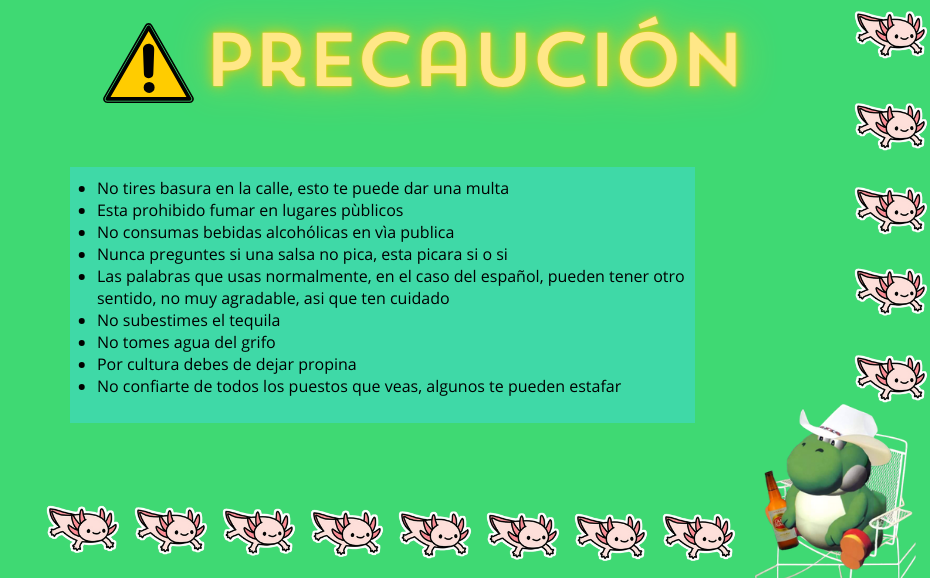 PRECAUCIÓN
No tires basura en la calle, esto te puede dar una multa
Esta prohibido fumar en lugares pùblicos
No consumas bebidas alcohólicas en vìa publica
Nunca preguntes si una salsa no pica, esta picara si o si
Las palabras que usas normalmente, en el caso del español, pueden tener otro
sentido, no muy agradable, asi que ten cuidado
No subestimes el tequila
No tomes agua del grifo
Por cultura debes de dejar propina
No confiarte de todos los puestos que veas, algunos te pueden estafar